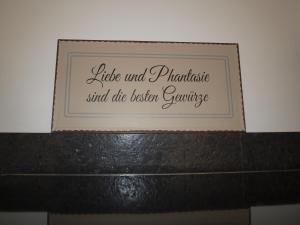 Liebe und Phantasie
sind die besten Gewürze